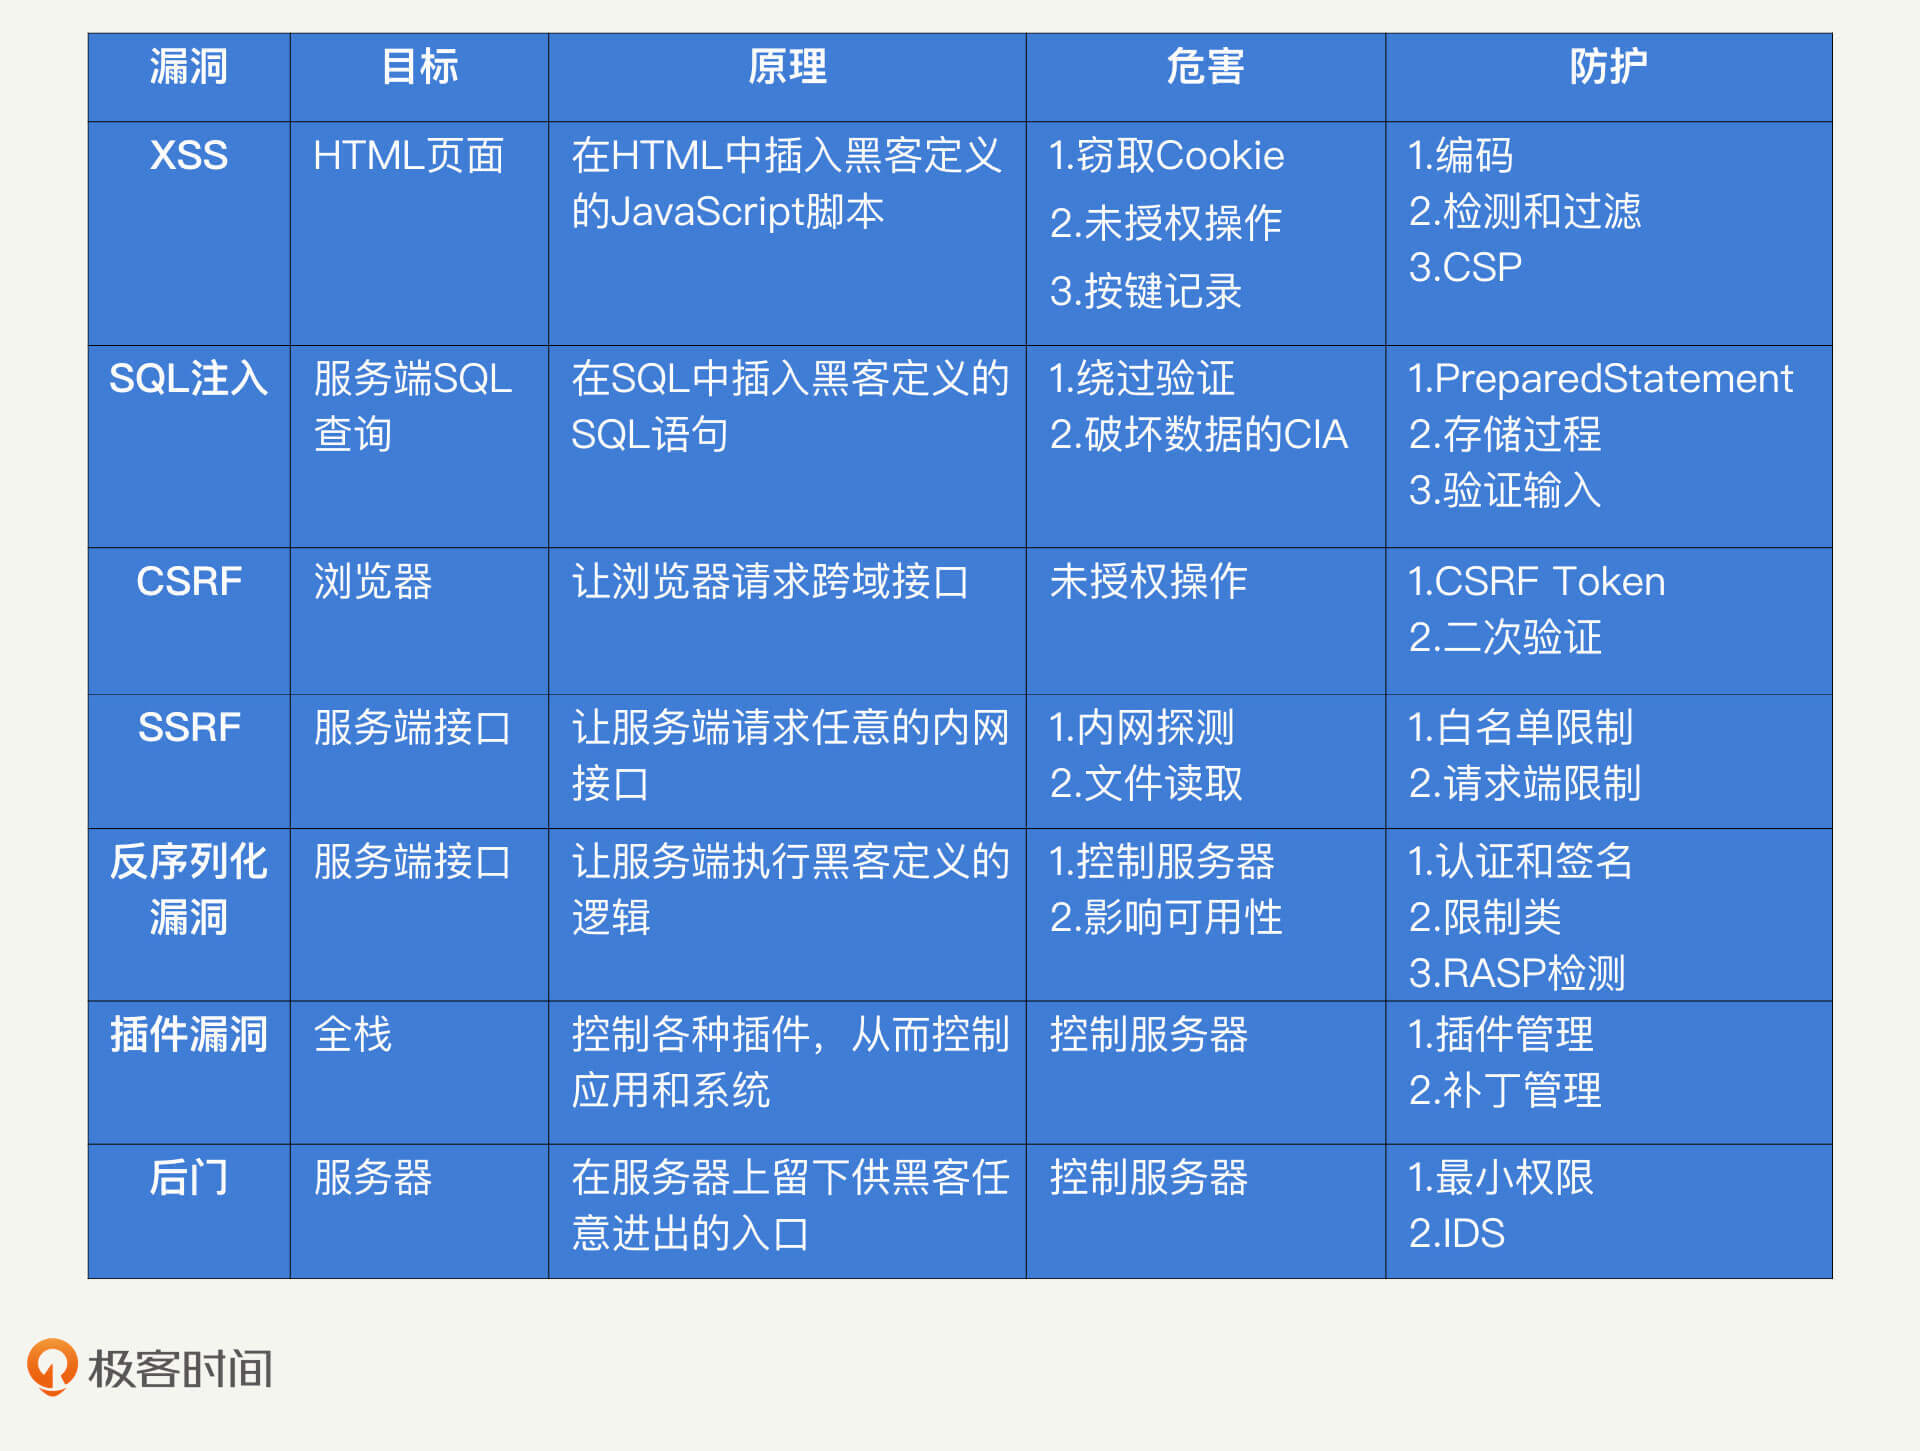 漏洞 目标 原理 危害 防护
XSS HTML页面 在HTML中插入黑客定义 1.窃取Cookie 1.编码
的JavaScript脚本 2.未授权操作 2.检测和过滤
3.按键记录 3.CSP
SQL注入 服务端SQL 在SQL中插入黑客定义的 1.绕过验证 1.PreparedStatement
查询 SQL语句 2.破坏数据的CIA 2.存储过程
3.验证输入
CSRF 浏览器 让浏览器请求跨域接口 未授权操作 1.CSRF Token
2.二次验证
SSRF 服务端接口 让服务端请求任意的内网 1.内网探测 1.白名单限制
接口 2.文件读取 2.请求端限制
反序列化 服务端接口 让服务端执行黑客定义的 1.控制服务器 1.认证和签名
漏洞 逻辑 2.影响可用性 2.限制类
3.RASP检测
插件漏洞 全栈 控制各种插件，从而控制 控制服务器 1.插件管理
应用和系统 2.补丁管理
后门 服务器 在服务器上留下供黑客任 控制服务器 1.最小权限
意进出的入口 2.IDS
极客时间